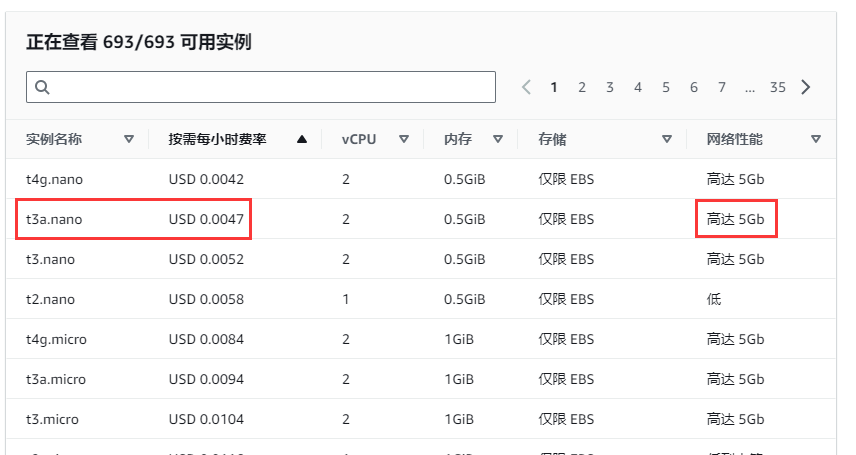 正在查看 693/693 可用实例
1 2 3 4 5 6 7 ... 35
实例名称 按需每小时费率 vCPU 内存 存储 网络性能
t4g.nano USD 0.0042 2 0.5GiB 仅限 EBS 高达 5Gb
t3a.nano USD 0.0047 2 0.5GiB 仅限 EBS 高达 5Gb
t3.nano USD 0.0052 2 0.5GiB 仅限 EBS 高达 5Gb
t2.nano USD 0.0058 1 0.5GiB 仅限 EBS 低
t4g.micro USD 0.0084 2 1GiB 仅限 EBS 高达 5Gb
t3a.micro USD 0.0094 2 1GiB 仅限 EBS 高达 5Gb
t3.micro USD 0.0104 2 1GiB 仅限 EBS 高达 5Gb